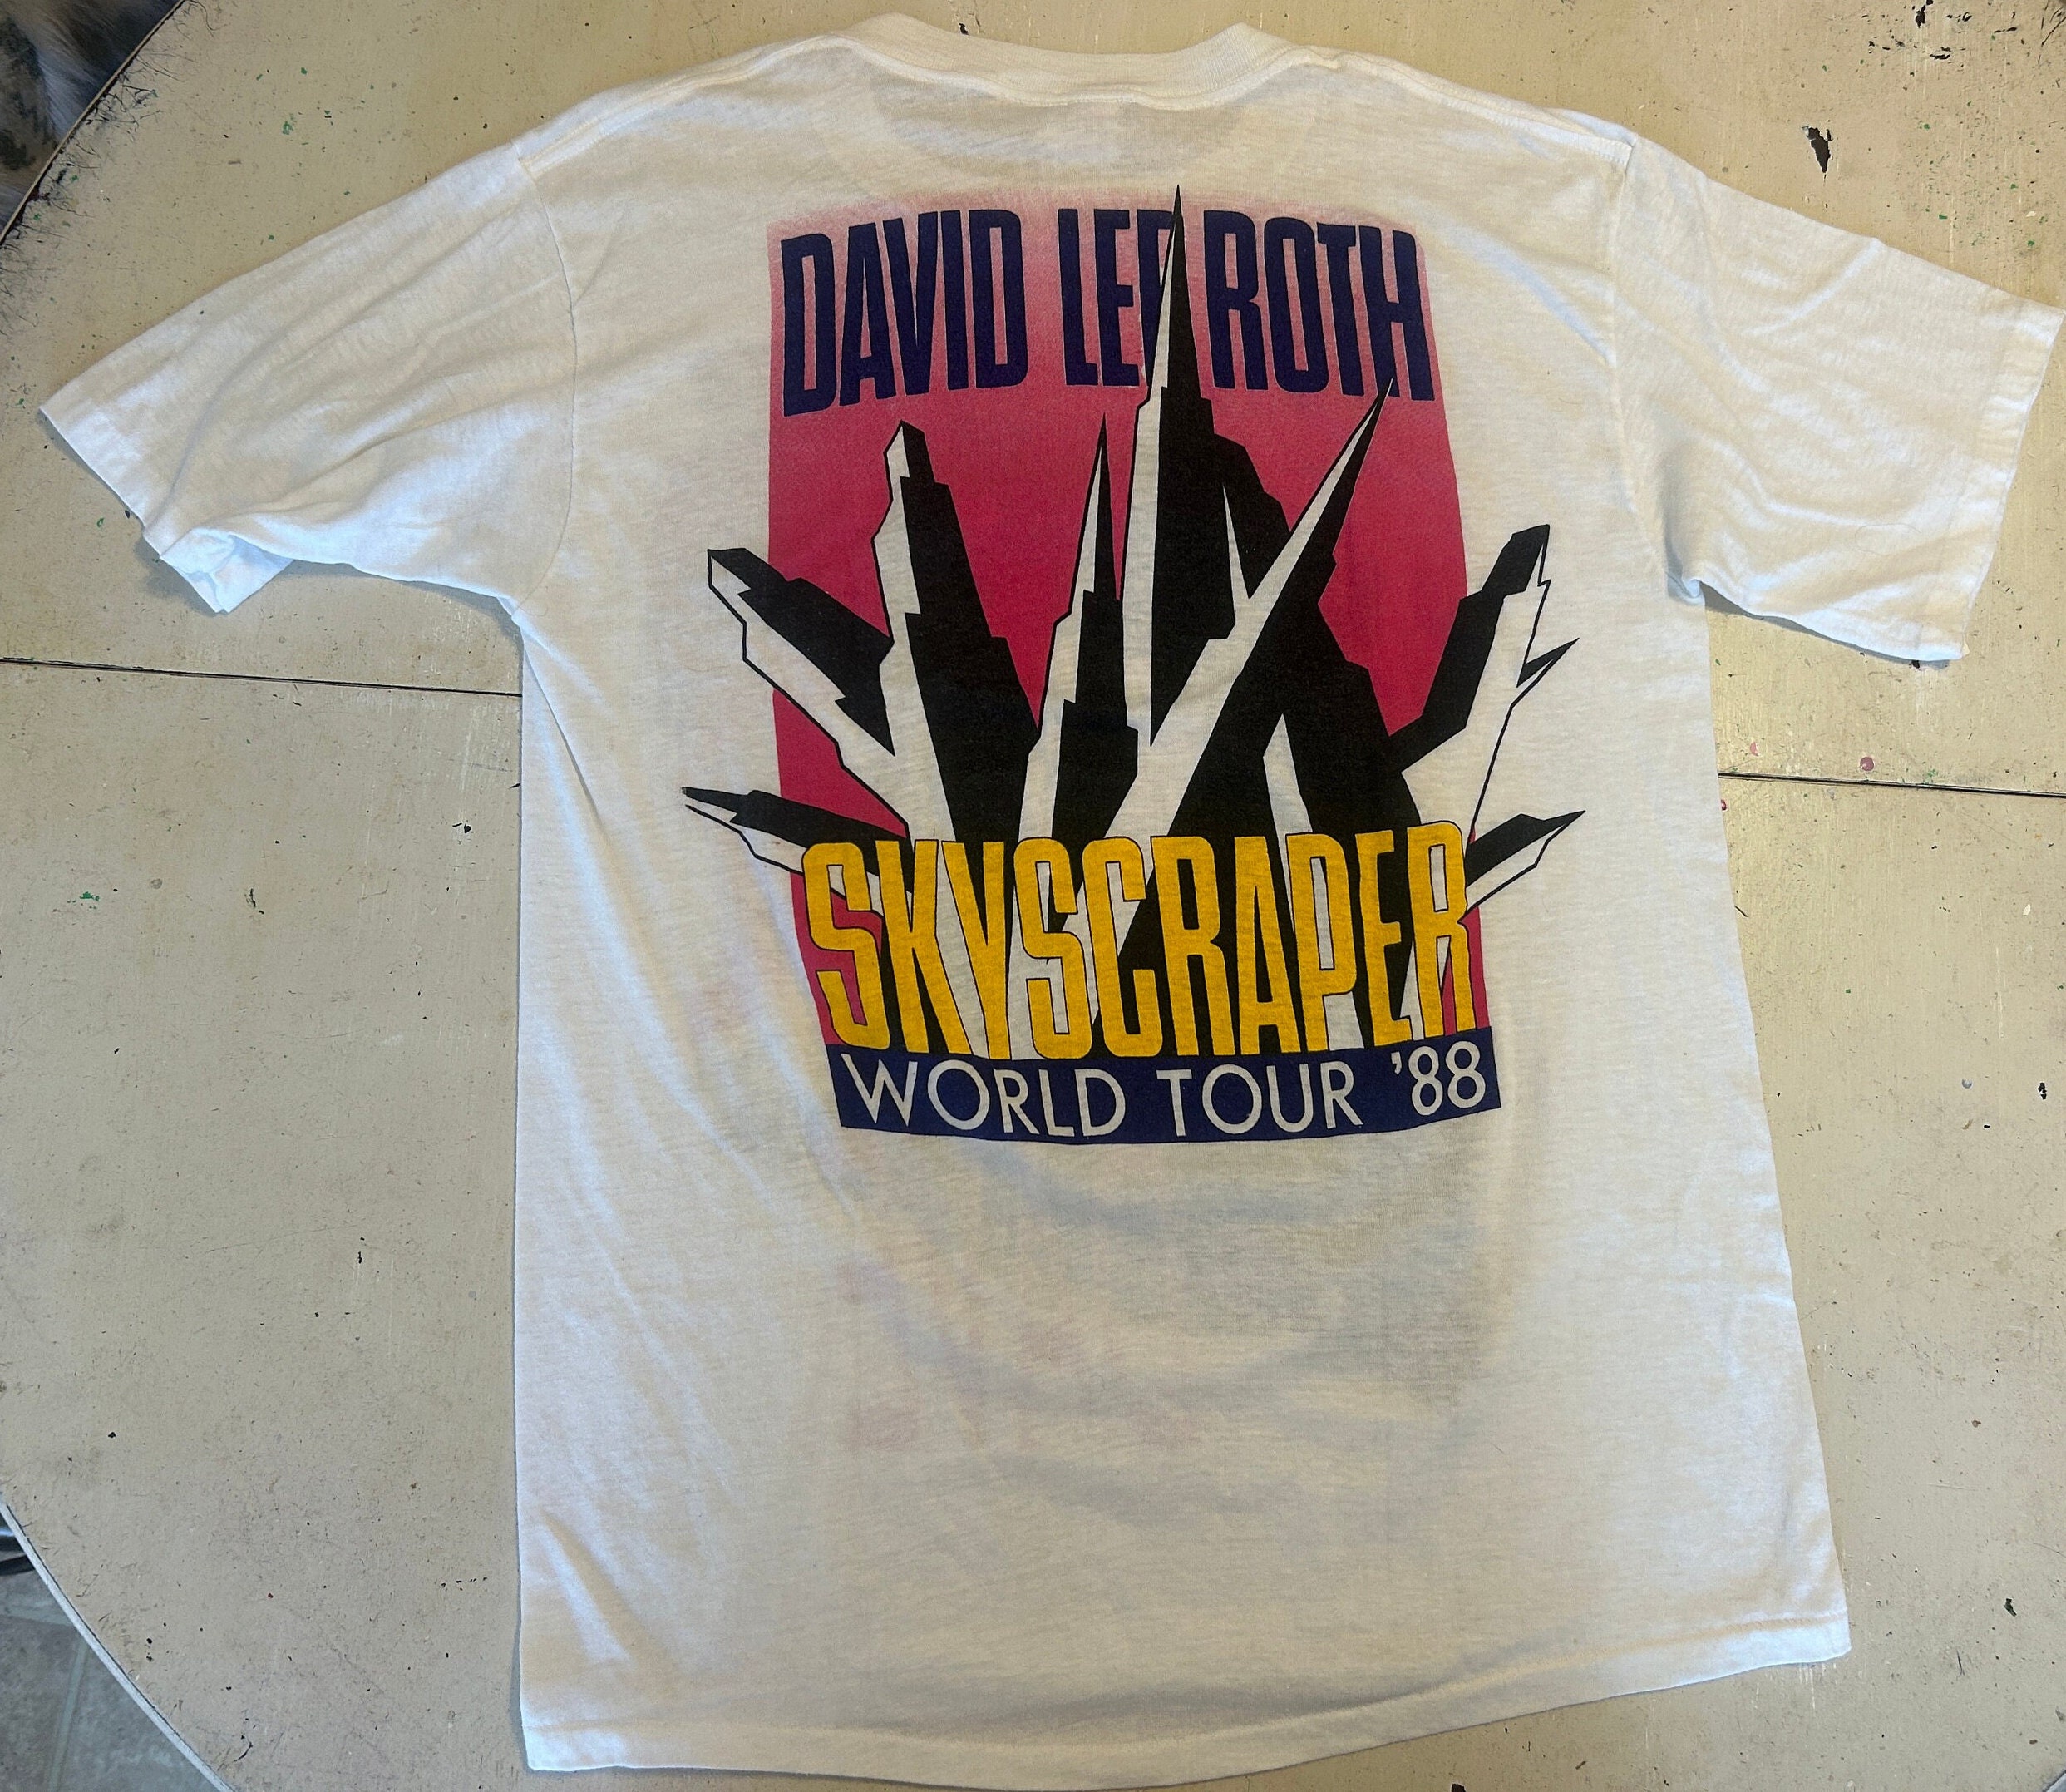 DAVID LEE ROTH
SKYSCRAPER
WORLD TOUR '88